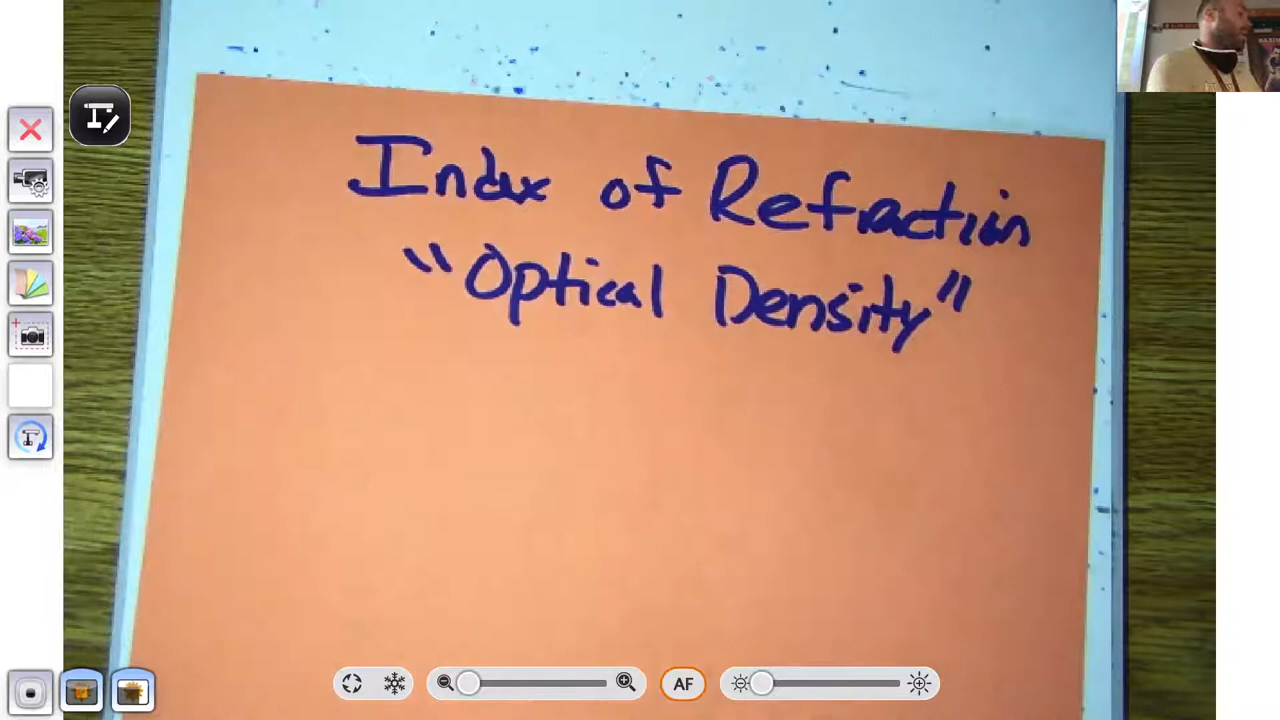 Index of Refraction
"Optical Density"
AF